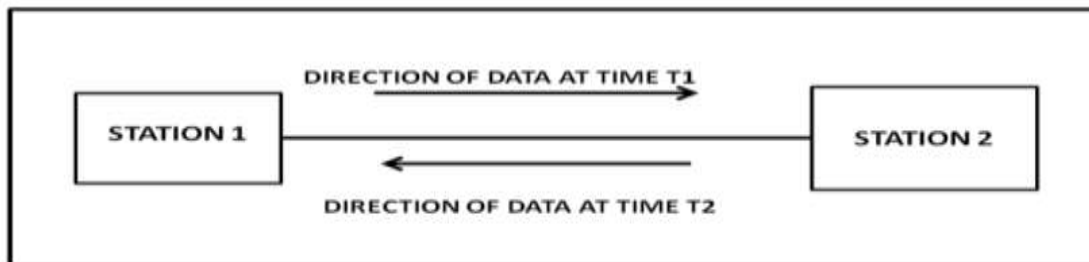 DIRECTION OF DATA AT TIME T1
STATION 1
STATION 2
DIRECTION OF DATA AT TIME T2